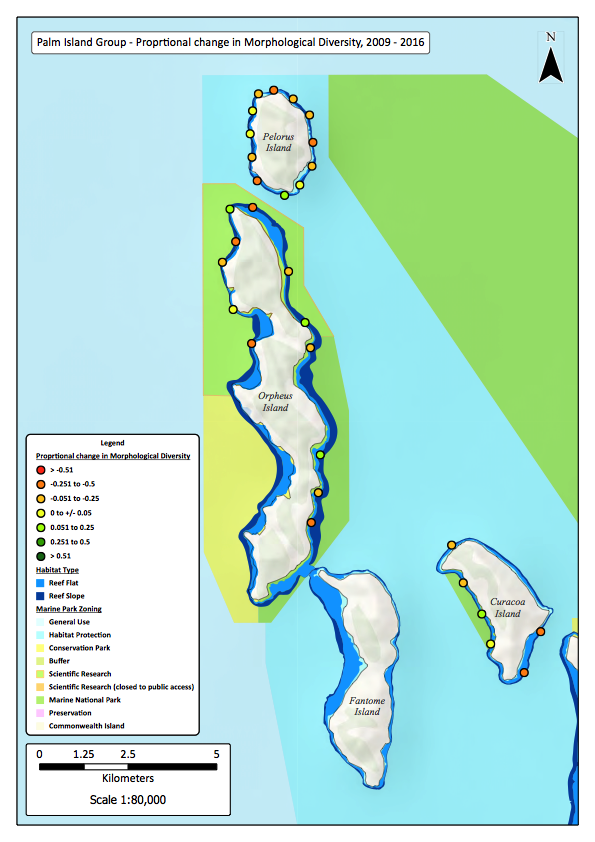 Palm Island Group - Proprtional change in Morphological Diversity, 2009 - 2016
N
Pelorus
Island
Orpheus
Island
Curacoa
Island
Fantome
Island
Legend
Proprtional change in Morphological Diversity
> -0.51
-0.251 to -0.5
-0.051 to -0.25
0 to +/- 0.05
0.051 to 0.25
0.251 to 0.5
> 0.51
Habitat Type
Reef Flat
Reef Slope
Marine Park Zoning
General Use
Habitat Protection
Conservation Park
Buffer
Scientific Research
Scientific Research (closed to public access)
Marine National Park
Preservation
Commonwealth Island
0 1.25 2.5 5
Kilometers
Scale 1:80,000